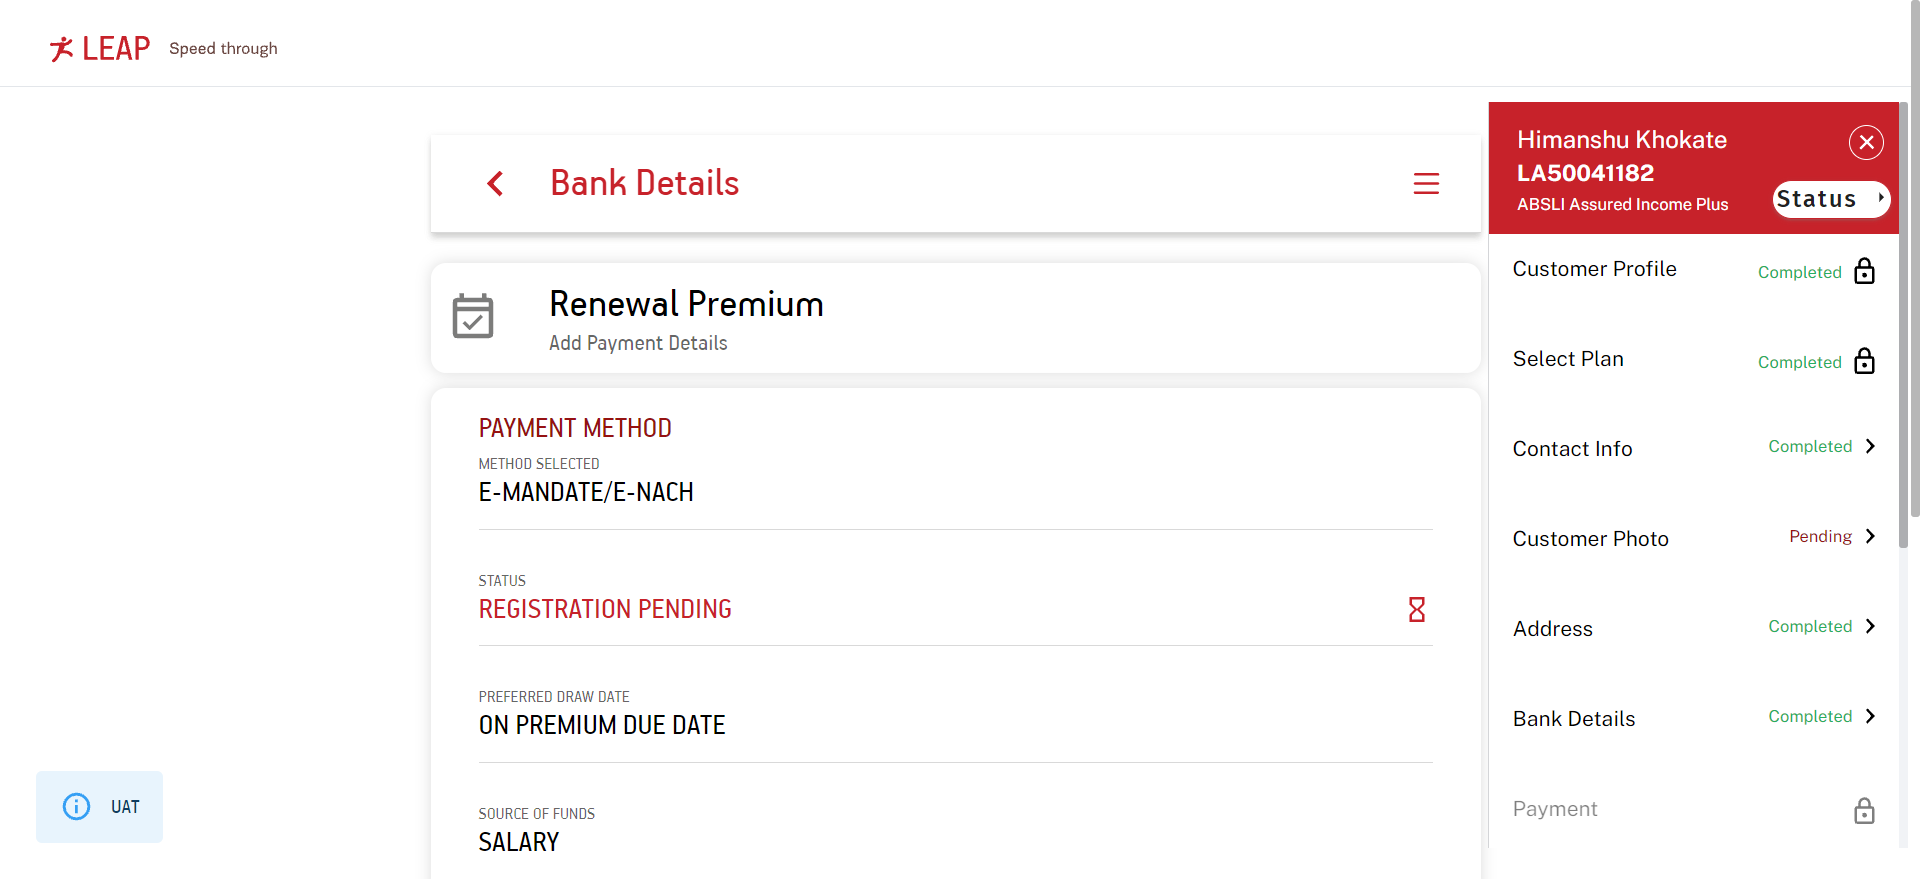 LEAP Speed through
Bank Details
Renewal Premium
Add Payment Details
PAYMENT METHOD
METHOD SELECTED
E-MANDATE/E-NACH
STATUS
REGISTRATION PENDING
PREFERRED DRAW DATE
ON PREMIUM DUE DATE
SOURCE OF FUNDS
SALARY
UAT
Himanshu Khokate
LA50041182
ABSLI Assured Income Plus
Status
Customer Profile Completed
Select Plan Completed
Contact Info Completed
Customer Photo Pending
Address Completed
Bank Details Completed
Payment